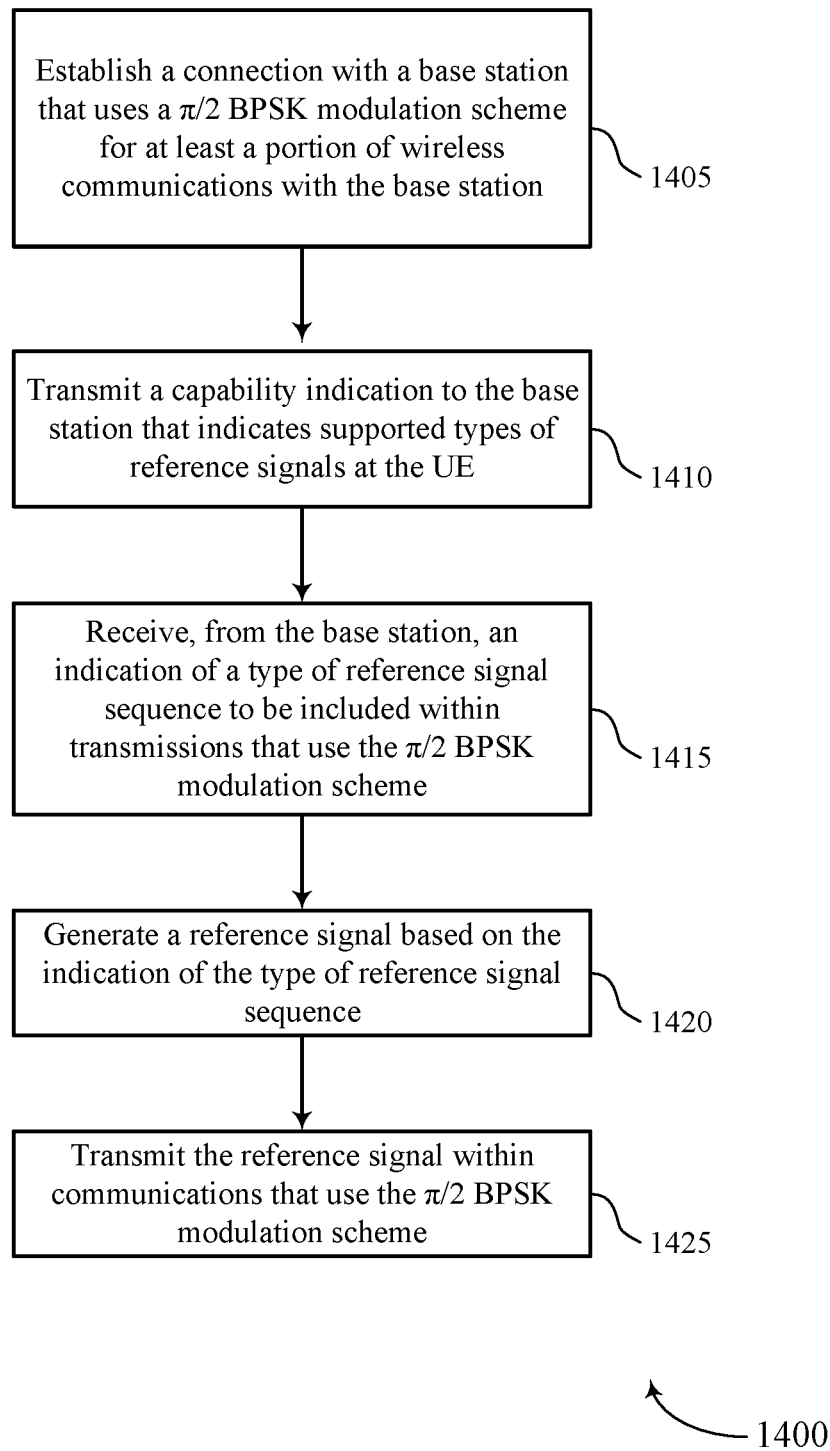 Establish a connection with a base station
that uses a π/2 BPSK modulation scheme
for at least a portion of wireless
communications with the base station
1405
Transmit a capability indication to the base
station that indicates supported types of
reference signals at the UE
1410
Receive, from the base station, an
indication of a type of reference signal
sequence to be included within
transmissions that use the π/2 BPSK
modulation scheme
1415
Generate a reference signal based on the
indication of the type of reference signal
sequence
1420
Transmit the reference signal within
communications that use the π/2 BPSK
modulation scheme
1425
1400